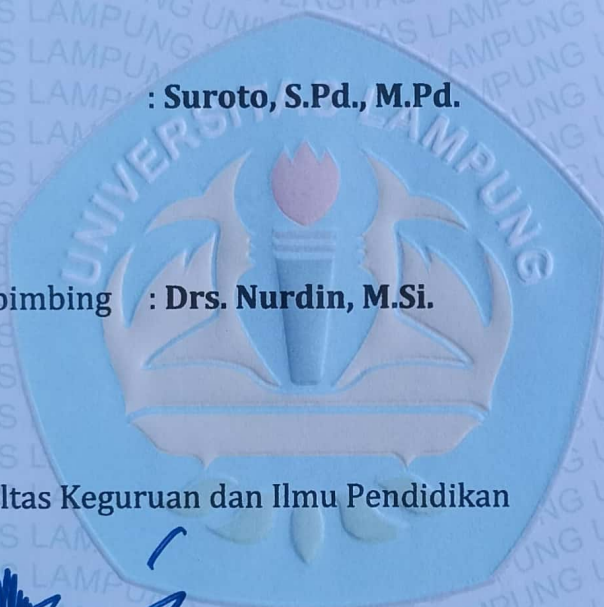 : Suroto, S.Pd., M.Pd.
UNIVERSITAS LAMPUNG
bimbing : Drs. Nurdin, M.Si.
ltas Keguruan dan Ilmu Pendidikan